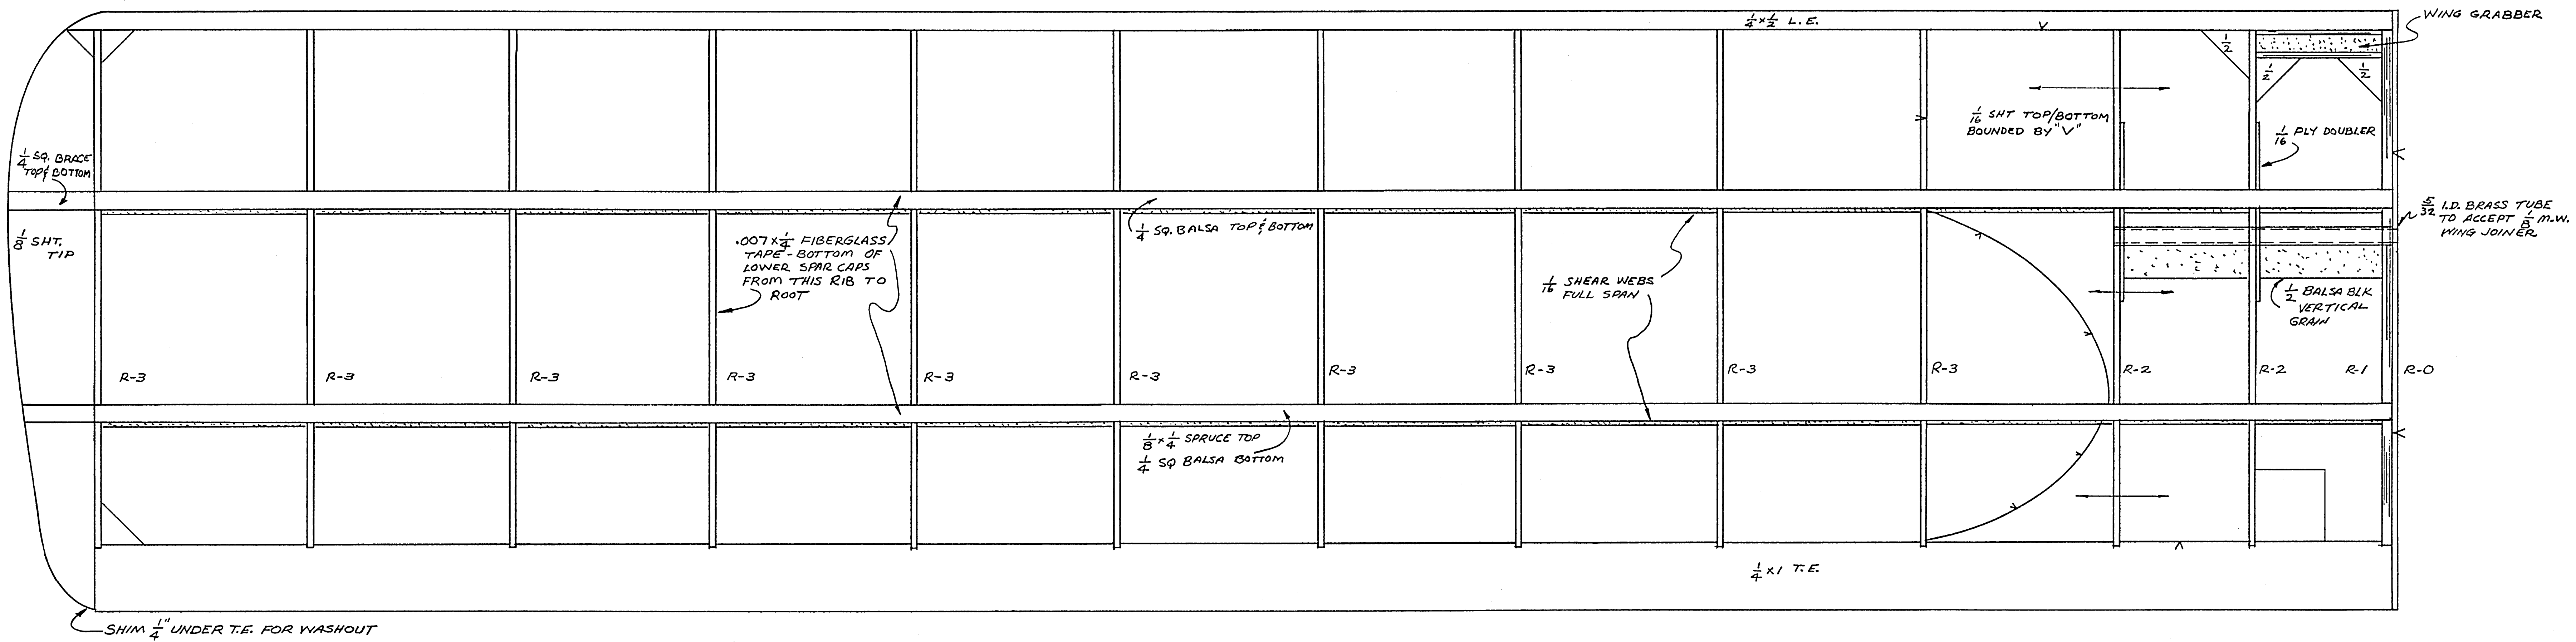 1/4 x 1/2 L.E.
WING GRABBER
1/2
1/2
1/2
1/16 SHT TOP/BOTTOM
BOUNDED BY "V"
1/16 PLY DOUBLER
1/4 SQ. BRACE
TOP & BOTTOM
1/8 SHT.
TIP
.007 x 1/4 FIBERGLASS
TAPE - BOTTOM OF
LOWER SPAR CAPS
FROM THIS RIB TO
ROOT
1/4 SQ. BALSA TOP & BOTTOM
1/16 SHEAR WEBS
FULL SPAN
5/32 I.D. BRASS TUBE
TO ACCEPT 1/8 M.W.
WING JOINER
1/2 BALSA BLK
VERTICAL
GRAIN
R-3 R-3 R-3 R-3 R-3 R-3 R-3 R-3 R-3 R-3 R-2 R-2 R-1 R-0
1/8 x 1/4 SPRUCE TOP
1/4 SQ BALSA BOTTOM
1/4 x 1 T.E.
SHIM 1/4" UNDER T.E. FOR WASHOUT